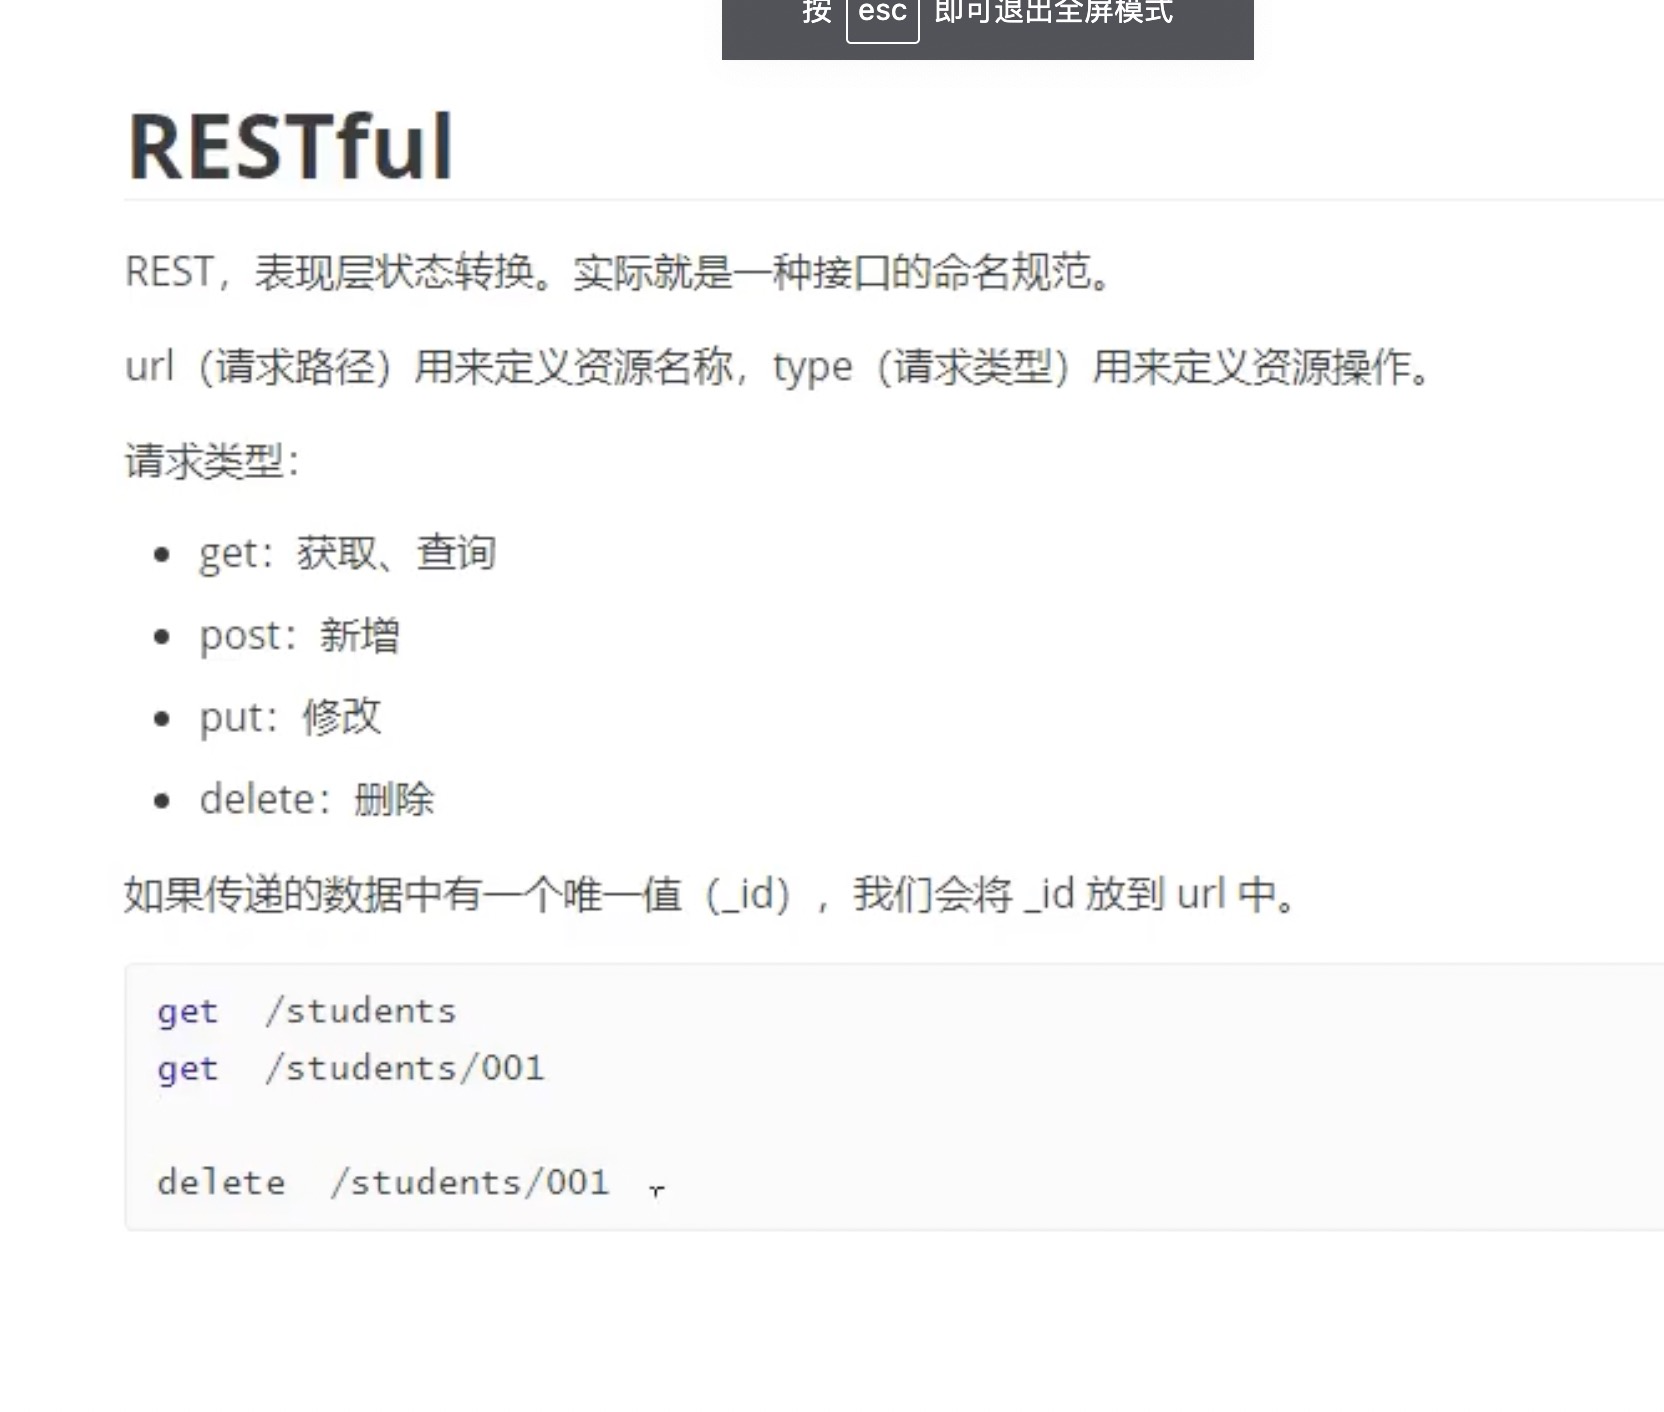 按 esc 即可退出全屏模式
RESTful
REST，表现层状态转换。实际就是一种接口的命名规范。
url（请求路径）用来定义资源名称，type（请求类型）用来定义资源操作。
请求类型：
get：获取、查询
post：新增
put：修改
delete：删除
如果传递的数据中有一个唯一值（_id），我们会将 _id 放到 url 中。
get  /students
get  /students/001
delete  /students/001